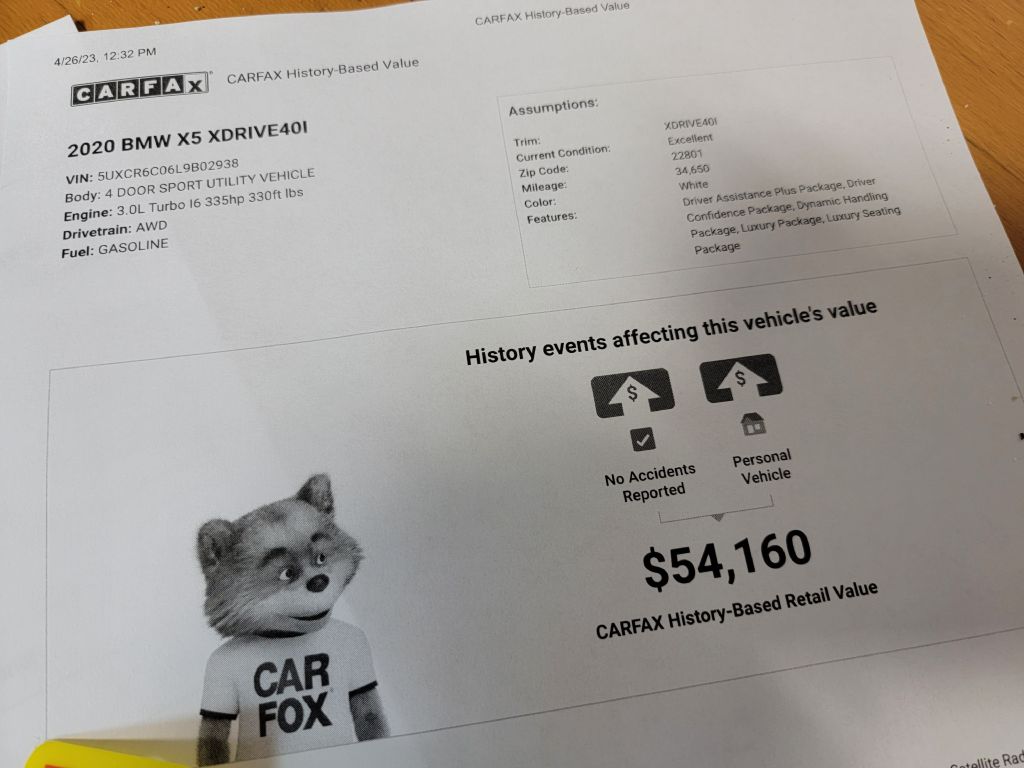 4/26/23, 12:32 PM
CARFAX History-Based Value
CARFAX CARFAX History-Based Value
2020 BMW X5 XDRIVE40I
VIN: 5UXCR6C06L9B02938
Body: 4 DOOR SPORT UTILITY VEHICLE
Engine: 3.0L Turbo I6 335hp 330ft lbs
Drivetrain: AWD
Fuel: GASOLINE
Assumptions:
Trim: XDRIVE40I
Current Condition: Excellent
Zip Code: 22801
Mileage: 34,650
Color: White
Features: Driver Assistance Plus Package, Driver
Confidence Package, Dynamic Handling
Package, Luxury Package, Luxury Seating
Package
History events affecting this vehicle's value
$ $
No Accidents
Reported
Personal
Vehicle
$54,160
CARFAX History-Based Retail Value
CAR
FOX
Satellite Rad